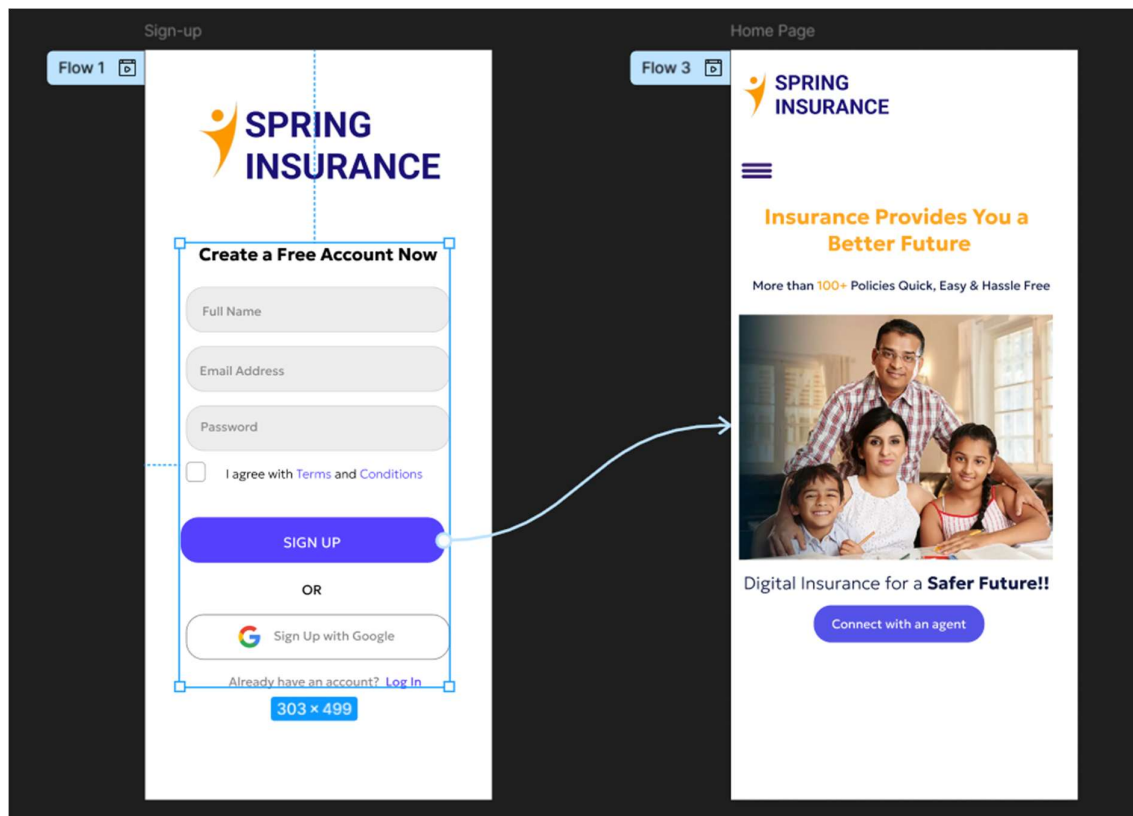 Sign-up
Flow 1
SPRING
INSURANCE
Create a Free Account Now
Full Name
Email Address
Password
I agree with Terms and Conditions
SIGN UP
OR
Sign Up with Google
Already have an account? Log In
303 × 499
Home Page
Flow 3
SPRING
INSURANCE
Insurance Provides You a
Better Future
More than 100+ Policies Quick, Easy & Hassle Free
Digital Insurance for a Safer Future!!
Connect with an agent